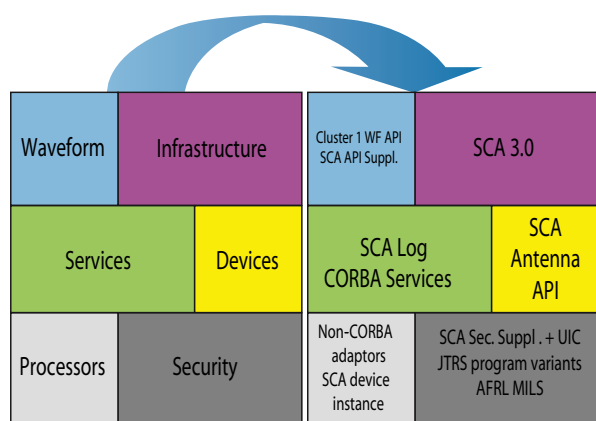 Waveform
Infrastructure
Cluster 1 WF API
SCA API Suppl.
SCA 3.0
Services
Devices
SCA Log
CORBA Services
SCA
Antenna
API
Processors
Security
Non-CORBA
adaptors
SCA device
instance
SCA Sec. Suppl . + UIC
JTRS program variants
AFRL MILS